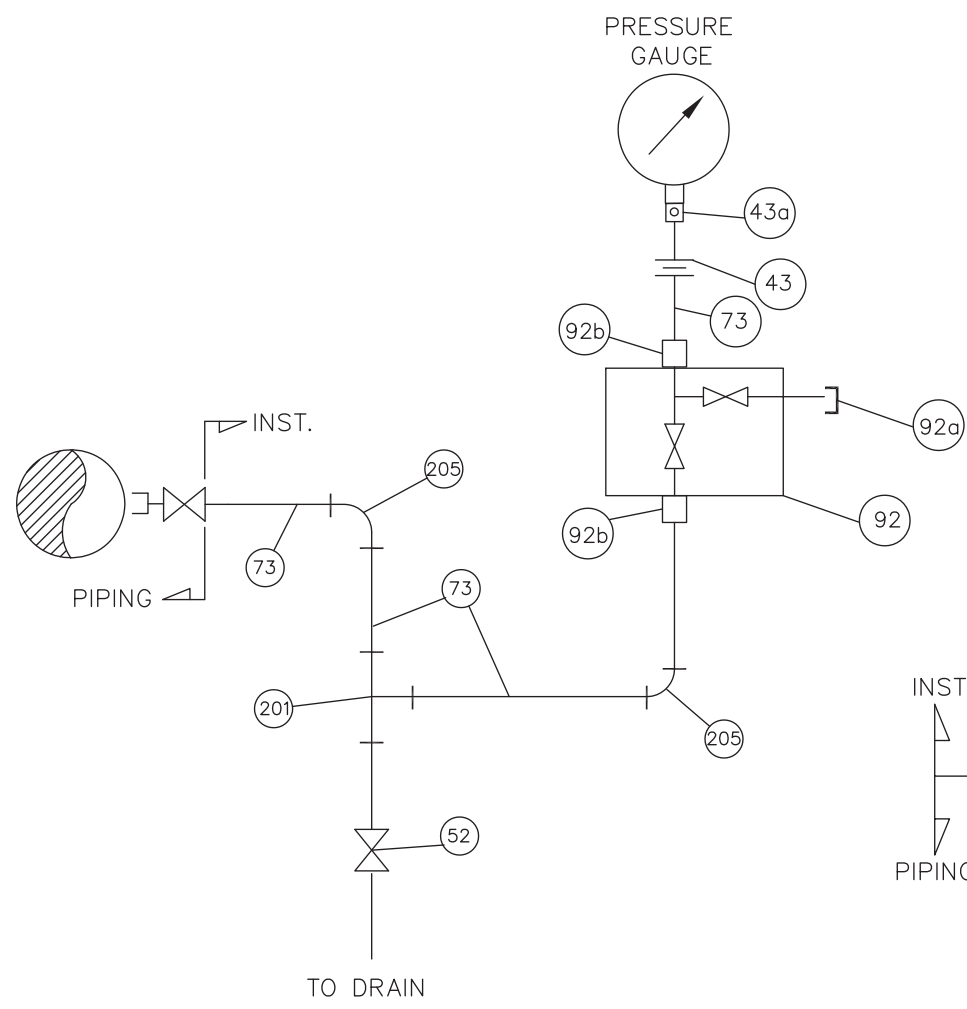 PRESSURE
GAUGE
43a
43
73
92b
92a
INST.
205
92
92b
73
PIPING
73
INST
201
205
52
PIPING
TO DRAIN